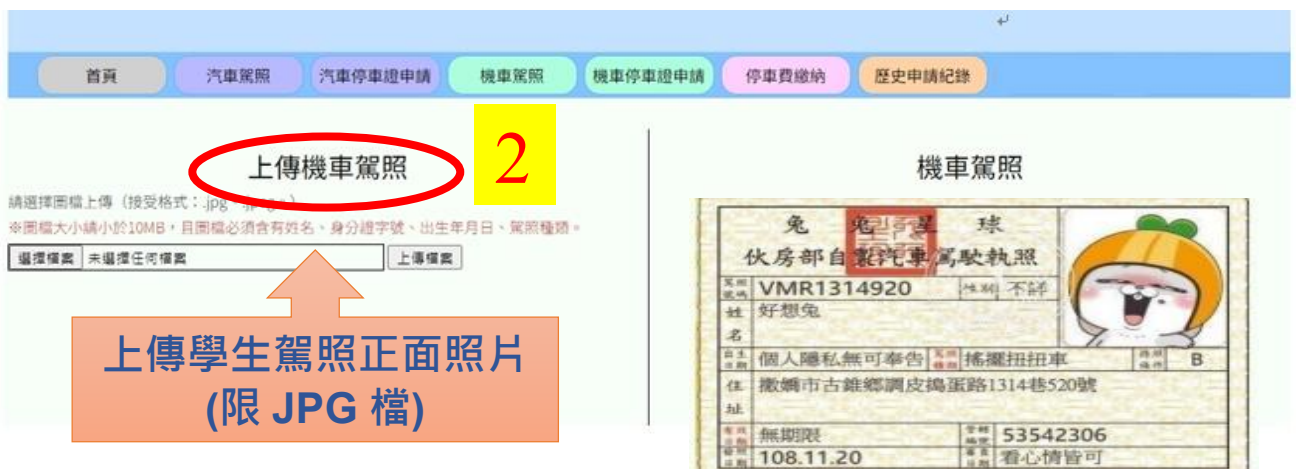 首頁
汽車駕照
汽車停車證申請
機車駕照
機車停車證申請
停車費繳納
歷史申請紀錄
上傳機車駕照
2
請選擇圖檔上傳（接受格式：.jpg
※圖檔大小請小於10MB，且圖檔必須含有姓名、身分證字號、出生年月日、駕照種類。
選擇檔案 未選擇任何檔案 上傳檔案
上傳學生駕照正面照片
(限 JPG 檔)
機車駕照
兔兔星球
伙房部自製汽車駕駛執照
VMR1314920 性別 不詳
姓名 好想兔
個人隱私無可奉告 搖擺扭扭車 B
住址 撒嬌市古錐鄉調皮搗蛋路1314巷520號
無期限 53542306
108.11.20 看心情皆可